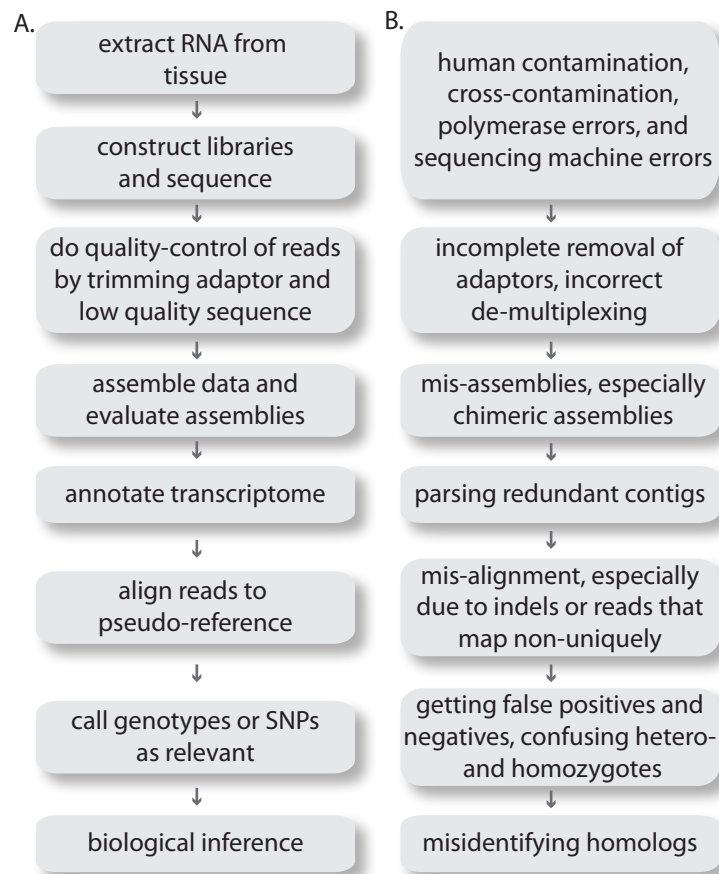 A.
extract RNA from
tissue
construct libraries
and sequence
do quality-control of reads
by trimming adaptor and
low quality sequence
assemble data and
evaluate assemblies
annotate transcriptome
align reads to
pseudo-reference
call genotypes or SNPs
as relevant
biological inference
B.
human contamination,
cross-contamination,
polymerase errors, and
sequencing machine errors
incomplete removal of
adaptors, incorrect
de-multiplexing
mis-assemblies, especially
chimeric assemblies
parsing redundant contigs
mis-alignment, especially
due to indels or reads that
map non-uniquely
getting false positives and
negatives, confusing hetero-
and homozygotes
misidentifying homologs